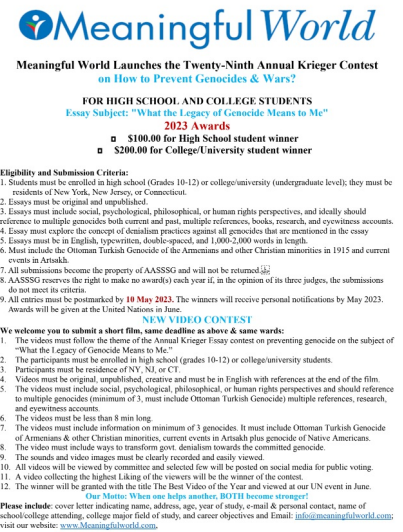 MeaningfulWorld
Meaningful World Launches the Twenty-Ninth Annual Krieger Contest
on How to Prevent Genocides & Wars?
FOR HIGH SCHOOL AND COLLEGE STUDENTS
Essay Subject: "What the Legacy of Genocide Means to Me"
2023 Awards
$100.00 for High School student winner
$200.00 for College/University student winner
Eligibility and Submission Criteria:
1. Students must be enrolled in high school (Grades 10-12) or college/university (undergraduate level); they must be
residents of New York, New Jersey, or Connecticut.
2. Essays must be original and unpublished.
3. Essays must include social, psychological, philosophical, or human rights perspectives, and ideally should
reference to multiple genocides both current and past, multiple references, books, research, and eyewitness accounts.
4. Essay must explore the concept of denialism practices against all genocides that are mentioned in the essay
5. Essays must be in English, typewritten, double-spaced, and 1,000-2,000 words in length.
6. Must include the Ottoman Turkish Genocide of the Armenians and other Christian minorities in 1915 and current
events in Artsakh.
7. All submissions become the property of AASSSG and will not be returned.
8. AASSSG reserves the right to make no award(s) each year if, in the opinion of its three judges, the submissions
do not meet its criteria.
9. All entries must be postmarked by 10 May 2023. The winners will receive personal notifications by May 2023.
Awards will be given at the United Nations in June.
NEW VIDEO CONTEST
We welcome you to submit a short film, same deadline as above & same wards:
1. The videos must follow the theme of the Annual Krieger Essay contest on preventing genocide on the subject of
"What the Legacy of Genocide Means to Me."
2. The participants must be enrolled in high school (grades 10-12) or college/university students.
3. Participants must be residence of NY, NJ, or CT.
4. Videos must be original, unpublished, creative and must be in English with references at the end of the film.
5. The videos must include social, psychological, philosophical, or human rights perspectives and should reference
to multiple genocides (minimum of 3, must include Ottoman Turkish Genocide) multiple references, research,
and eyewitness accounts.
6. The videos must be less than 8 min long.
7. The videos must include information on minimum of 3 genocides. It must include Ottoman Turkish Genocide
of Armenians & other Christian minorities, current events in Artsakh plus genocide of Native Americans.
8. The video must include ways to transform govt. denialism towards the committed genocide.
9. The sounds and video images must be clearly recorded and easily viewed.
10. All videos will be viewed by committee and selected few will be posted on social media for public voting.
11. A video collecting the highest Liking of the viewers will be the winner of the contest.
12. The winner will be granted with the title The Best Video of the Year and viewed at our UN event in June.
Our Motto: When one helps another, BOTH become stronger!
Please include: cover letter indicating name, address, age, year of study, e-mail & personal contact, name of
school/college attending, college major field of study, and career objectives and Email: info@meaningfulworld.com;
visit our website: www.Meaningfulworld.com,